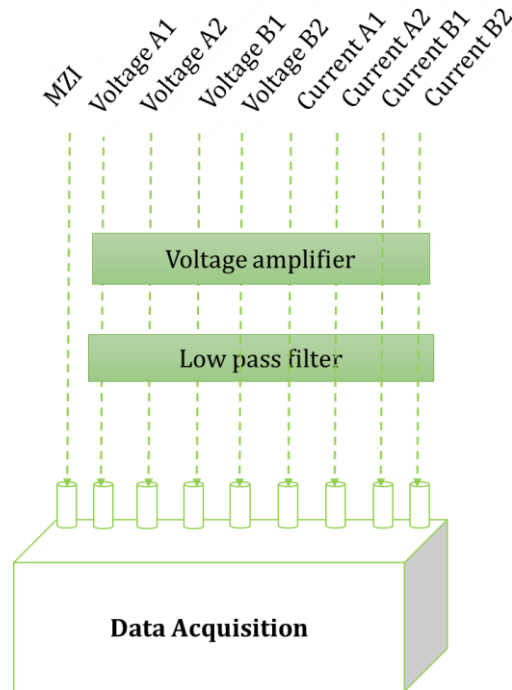 MZI
Voltage A1
Voltage A2
Voltage B1
Voltage B2
Current A1
Current A2
Current B1
Current B2
Voltage amplifier
Low pass filter
Data Acquisition